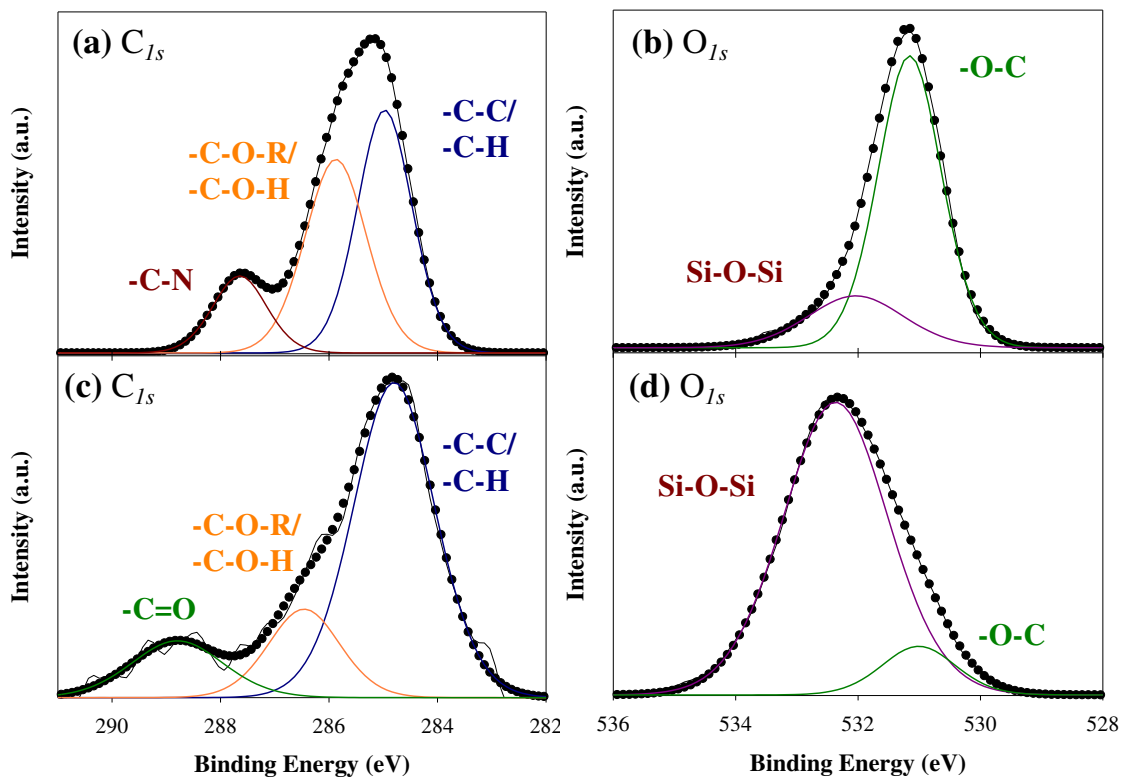 (a) C1s
-C-C/
-C-H
-C-O-R/
-C-O-H
-C-N
Intensity (a.u.)
(b) O1s
-O-C
Si-O-Si
Intensity (a.u.)
(c) C1s
-C-C/
-C-H
-C-O-R/
-C-O-H
-C=O
Intensity (a.u.)
290 288 286 284 282
Binding Energy (eV)
(d) O1s
Si-O-Si
-O-C
Intensity (a.u.)
536 534 532 530 528
Binding Energy (eV)